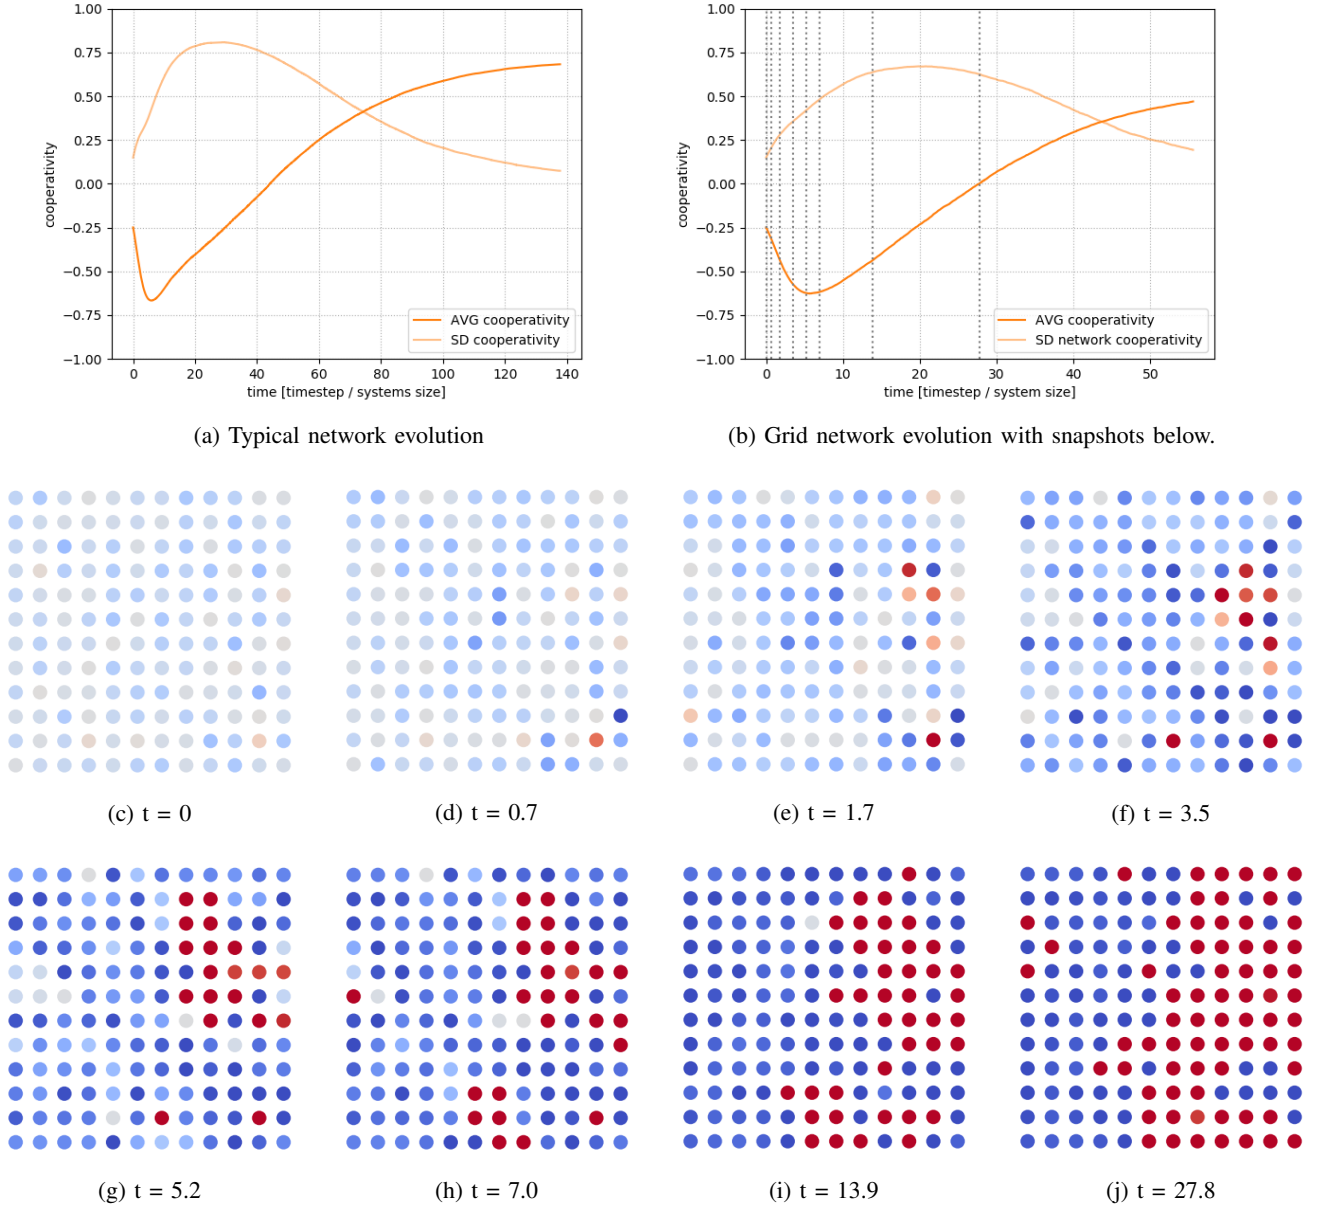 1.00
0.75
0.50
0.25
0.00
−0.25
−0.50
−0.75
−1.00
cooperativity
AVG cooperativity
SD cooperativity
0 20 40 60 80 100 120 140
time [timestep / systems size]
(a) Typical network evolution
1.00
0.75
0.50
0.25
0.00
−0.25
−0.50
−0.75
−1.00
cooperativity
AVG cooperativity
SD network cooperativity
0 10 20 30 40 50
time [timestep / system size]
(b) Grid network evolution with snapshots below.
(c) t = 0
(d) t = 0.7
(e) t = 1.7
(f) t = 3.5
(g) t = 5.2
(h) t = 7.0
(i) t = 13.9
(j) t = 27.8